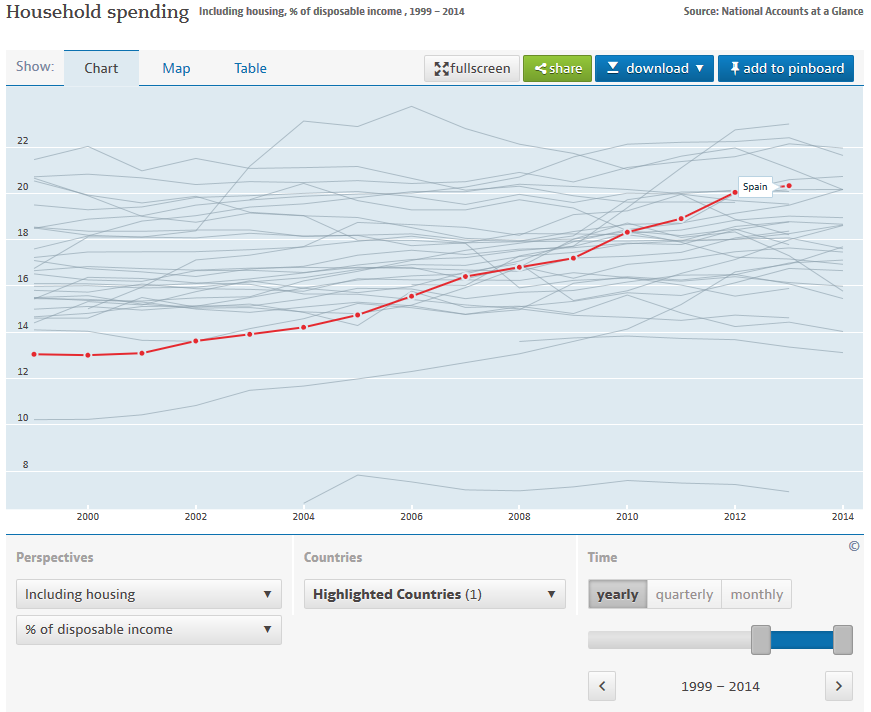 Household spending Including housing, % of disposable income , 1999 – 2014 Source: National Accounts at a Glance
Show: Chart Map Table fullscreen share download ▼ add to pinboard
22
20
Spain
18
16
14
12
10
8
2000 2002 2004 2006 2008 2010 2012 2014
©
Perspectives Countries Time
Including housing ▼ Highlighted Countries (1) ▼ yearly quarterly monthly
% of disposable income ▼
1999 – 2014